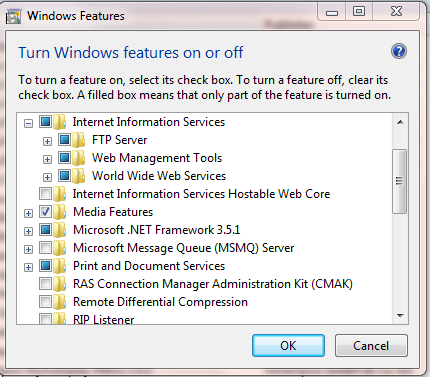 Windows Features
Turn Windows features on or off
To turn a feature on, select its check box. To turn a feature off, clear its
check box. A filled box means that only part of the feature is turned on.
Internet Information Services
FTP Server
Web Management Tools
World Wide Web Services
Internet Information Services Hostable Web Core
Media Features
Microsoft .NET Framework 3.5.1
Microsoft Message Queue (MSMQ) Server
Print and Document Services
RAS Connection Manager Administration Kit (CMAK)
Remote Differential Compression
RIP Listener
OK
Cancel